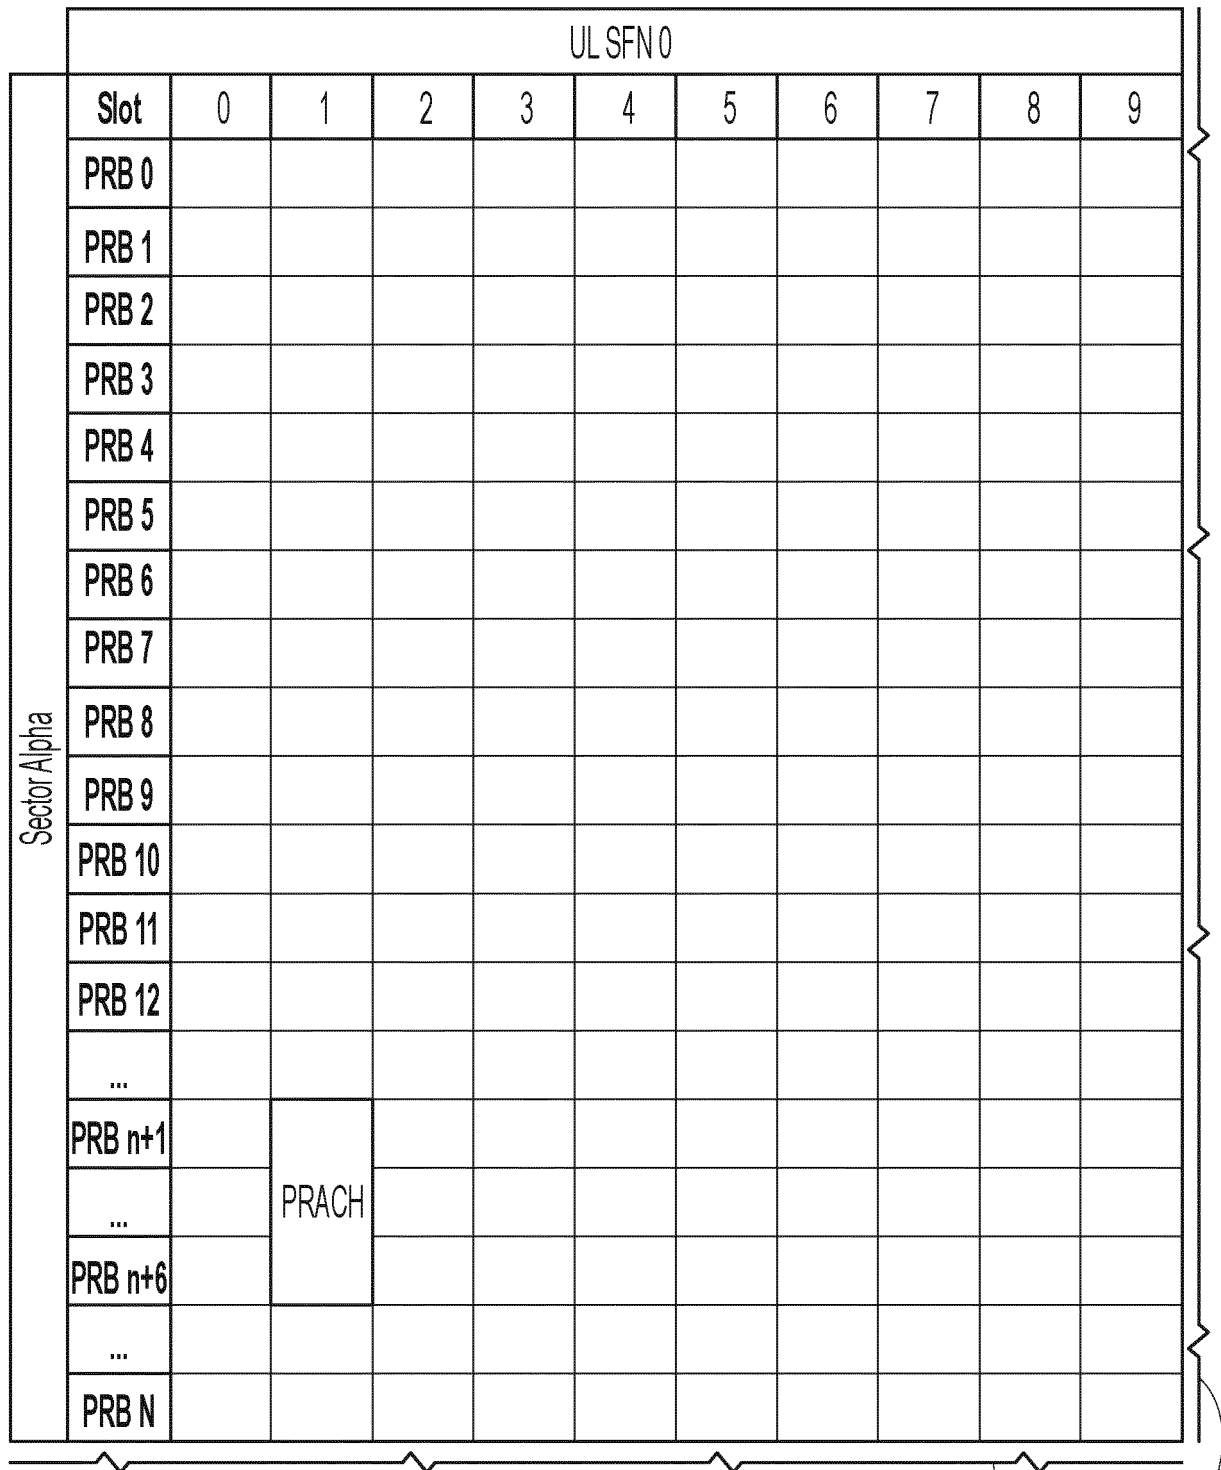 UL SFN 0
Slot 0 1 2 3 4 5 6 7 8 9
PRB 0
PRB 1
PRB 2
PRB 3
PRB 4
PRB 5
PRB 6
PRB 7
PRB 8
Sector Alpha
PRB 9
PRB 10
PRB 11
PRB 12
...
PRB n+1
... PRACH
PRB n+6
...
PRB N